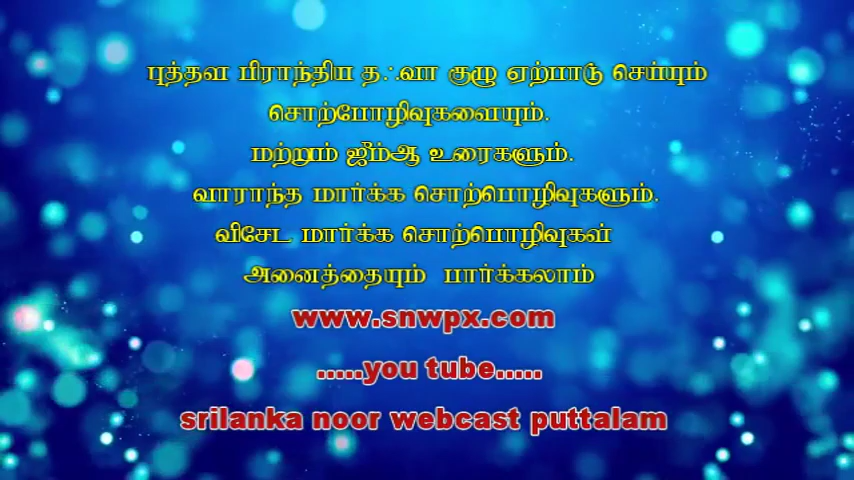 புத்தள பிராந்திய தஃவா குழு ஏற்பாடு செய்யும்
சொற்போழிவுகளையும்.
மற்றும் ஜீம்ஆ உரைகளும்.
வாராந்த மார்க்க சொற்பொழிவுகளும்.
விசேட மார்க்க சொற்பொழிவுகள்
அனைத்தையும் பார்க்கலாம்
www.snwpx.com
.....you tube.....
srilanka noor webcast puttalam